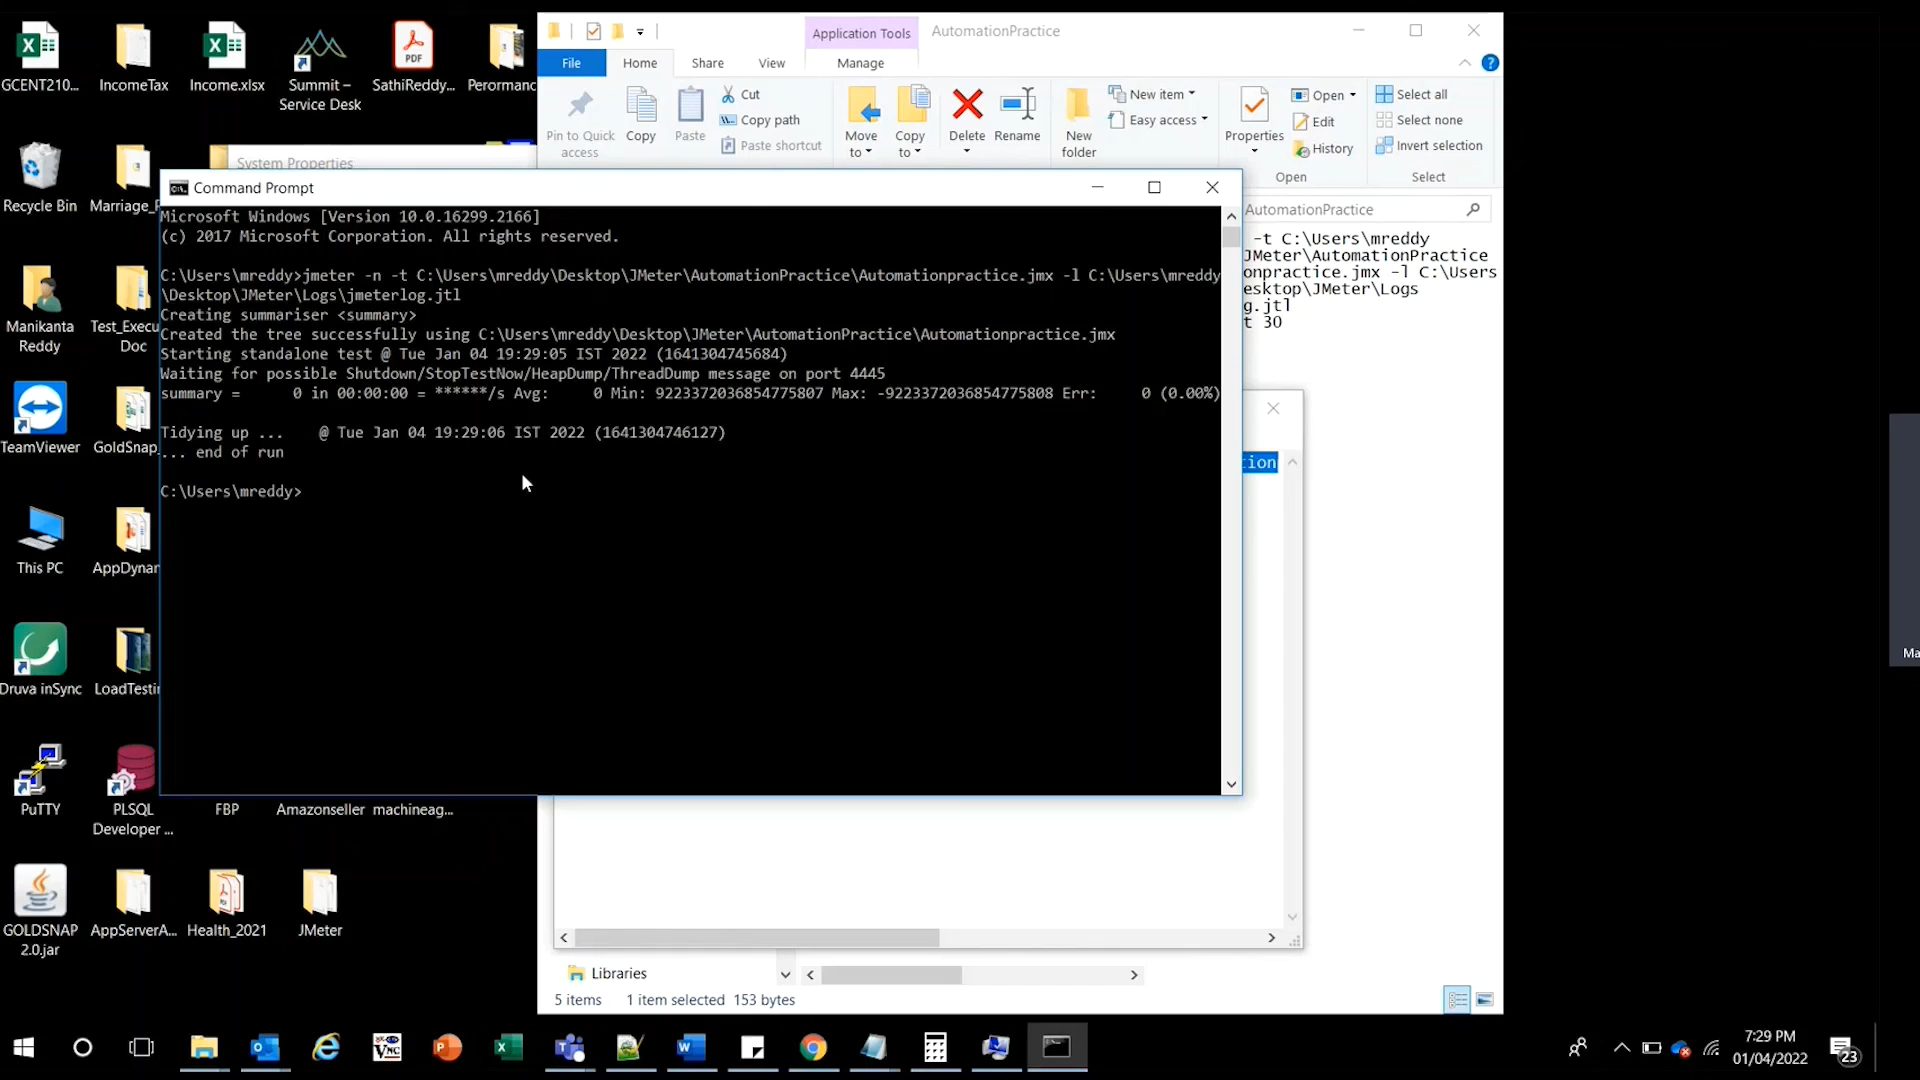 GCENT210...
IncomeTax
Income.xlsx
Summit –
Service Desk
SathiReddy...
PDF
Recycle Bin
Manikanta
Reddy
Test_Execu
Doc
TeamViewer
GoldSnap_
This PC
AppDynar
Druva inSync
LoadTesti
PuTTY
PLSQL
Developer ...
FBP
Amazonseller
machineag...
GOLDSNAP
2.0.jar
AppServerA...
Health_2021
JMeter
System Properties
Application Tools
AutomationPractice
File
Home
Share
View
Manage
Pin to Quick
access
Copy
Paste
Cut
Copy path
Paste shortcut
Move
to
Copy
to
Delete
Rename
New
folder
New item
Easy access
Properties
Open
Edit
History
Open
Select all
Select none
Invert selection
Select
AutomationPractice
-t C:\Users\mreddy
JMeter\AutomationPractice
onpractice.jmx -l C:\Users
esktop\JMeter\Logs
g.jtl
t 30
tion
Command Prompt
Microsoft Windows [Version 10.0.16299.2166]
(c) 2017 Microsoft Corporation. All rights reserved.
C:\Users\mreddy>jmeter -n -t C:\Users\mreddy\Desktop\JMeter\AutomationPractice\Automationpractice.jmx -l C:\Users\mreddy
\Desktop\JMeter\Logs\jmeterlog.jtl
Creating summariser <summary>
Created the tree successfully using C:\Users\mreddy\Desktop\JMeter\AutomationPractice\Automationpractice.jmx
Starting standalone test @ Tue Jan 04 19:29:05 IST 2022 (1641304745684)
Waiting for possible Shutdown/StopTestNow/HeapDump/ThreadDump message on port 4445
summary =      0 in 00:00:00 = ******/s Avg:     0 Min: 9223372036854775807 Max: -9223372036854775808 Err:     0 (0.00%)
Tidying up ...    @ Tue Jan 04 19:29:06 IST 2022 (1641304746127)
... end of run
C:\Users\mreddy>
Libraries
5 items
1 item selected
153 bytes
Ma
7:29 PM
01/04/2022
23